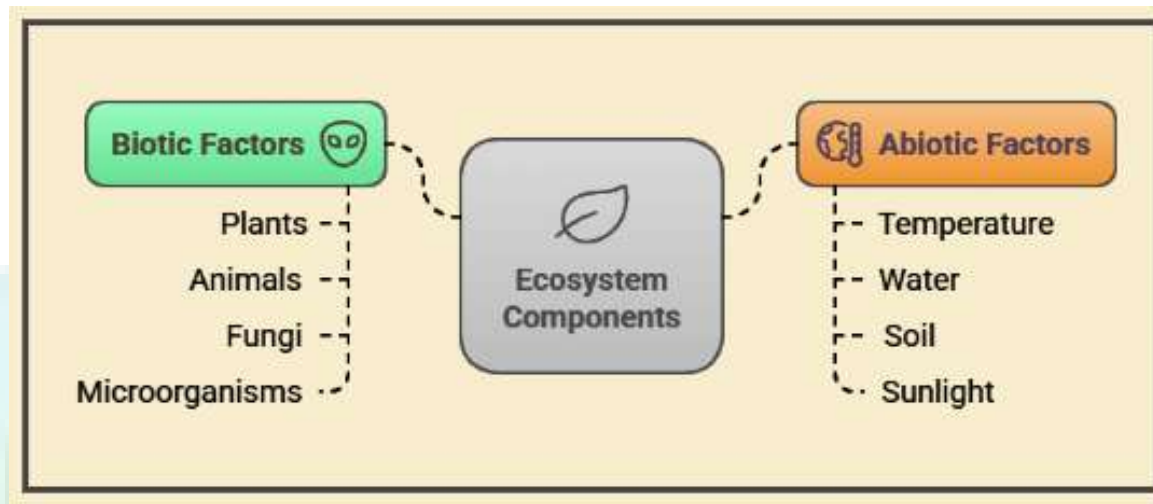 Biotic Factors
Plants
Animals
Fungi
Microorganisms
Ecosystem
Components
Abiotic Factors
Temperature
Water
Soil
Sunlight